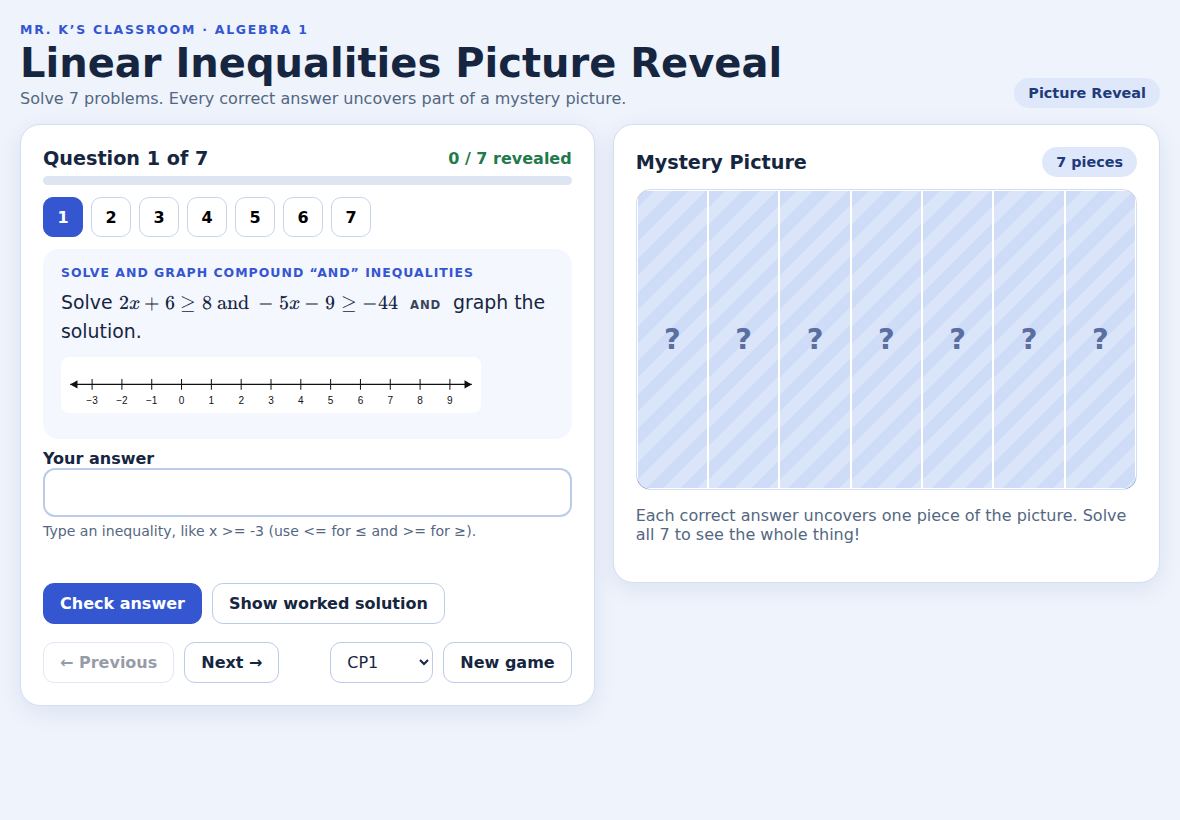 MR. K’S CLASSROOM · ALGEBRA 1
Linear Inequalities Picture Reveal
Solve 7 problems. Every correct answer uncovers part of a mystery picture.
Picture Reveal
Question 1 of 7
0 / 7 revealed
1 2 3 4 5 6 7
SOLVE AND GRAPH COMPOUND “AND” INEQUALITIES
Solve 2x + 6 ≥ 8 and − 5x − 9 ≥ −44 AND graph the
solution.
−3 −2 −1 0 1 2 3 4 5 6 7 8 9
Your answer
Type an inequality, like x >= -3 (use <= for ≤ and >= for ≥).
Check answer
Show worked solution
← Previous
Next →
CP1
New game
Mystery Picture
7 pieces
? ? ? ? ? ? ?
Each correct answer uncovers one piece of the picture. Solve
all 7 to see the whole thing!